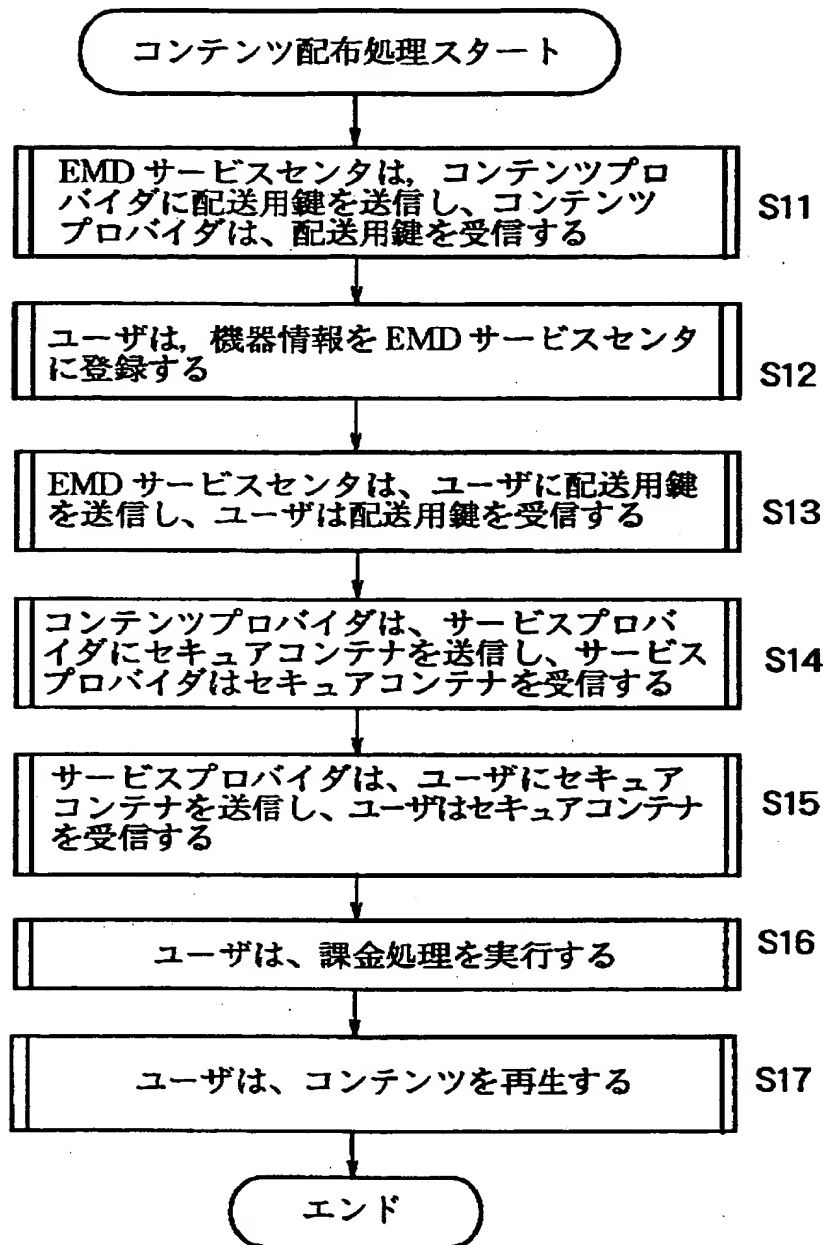 コンテンツ配布処理スタート
EMD サービスセンタは，コンテンツプロ
バイダに配送用鍵を送信し、コンテンツ
プロバイダは、配送用鍵を受信する
S11
ユーザは，機器情報を EMD サービスセンタ
に登録する
S12
EMD サービスセンタは、ユーザに配送用鍵
を送信し、ユーザは配送用鍵を受信する
S13
コンテンツプロバイダは、サービスプロバ
イダにセキュアコンテナを送信し、サービス
プロバイダはセキュアコンテナを受信する
S14
サービスプロバイダは、ユーザにセキュア
コンテナを送信し、ユーザはセキュアコンテナ
を受信する
S15
ユーザは、課金処理を実行する
S16
ユーザは、コンテンツを再生する
S17
エンド